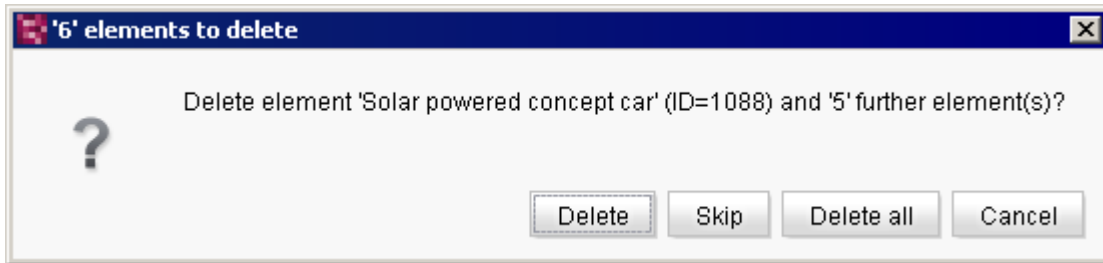 '6' elements to delete
Delete element 'Solar powered concept car' (ID=1088) and '5' further element(s)?
Delete Skip Delete all Cancel